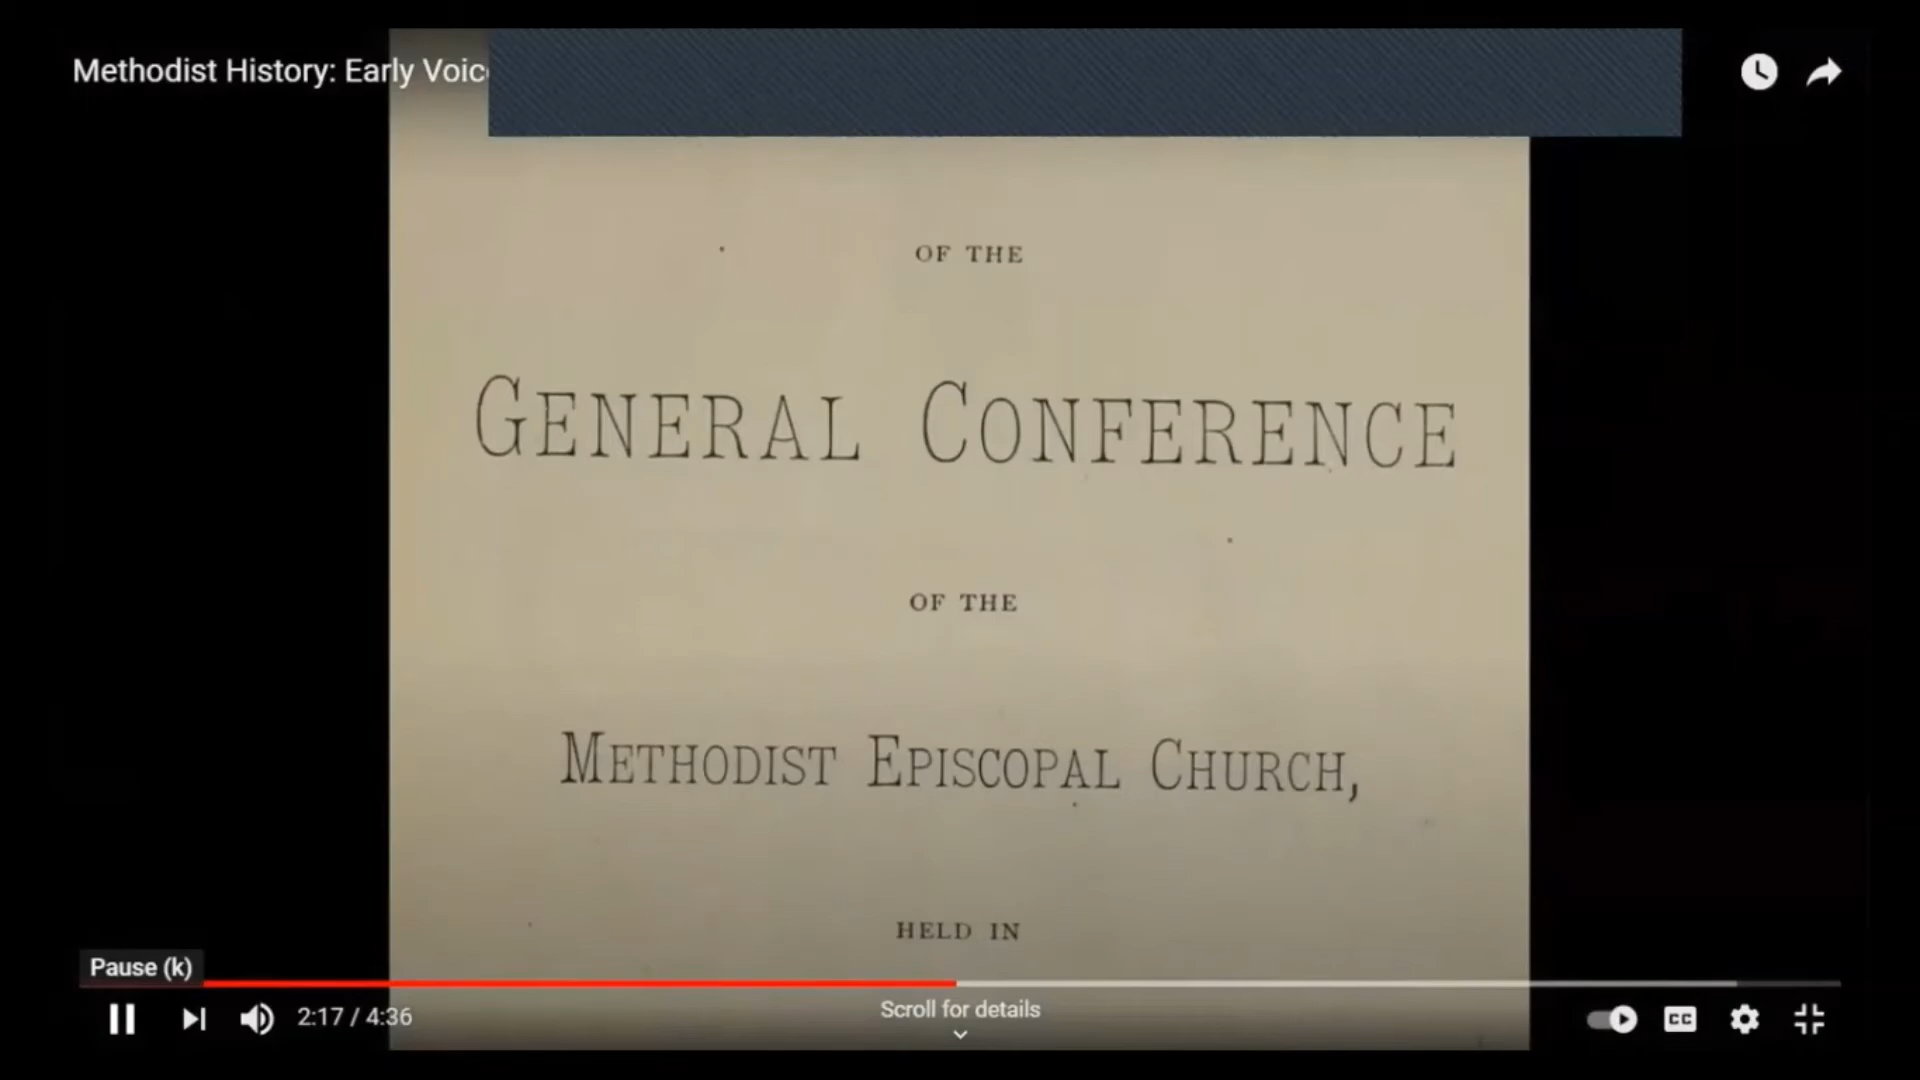 Methodist History: Early Voic
OF THE
GENERAL CONFERENCE
OF THE
METHODIST EPISCOPAL CHURCH,
HELD IN
Pause (k)
2:17 / 4:36
Scroll for details
CC